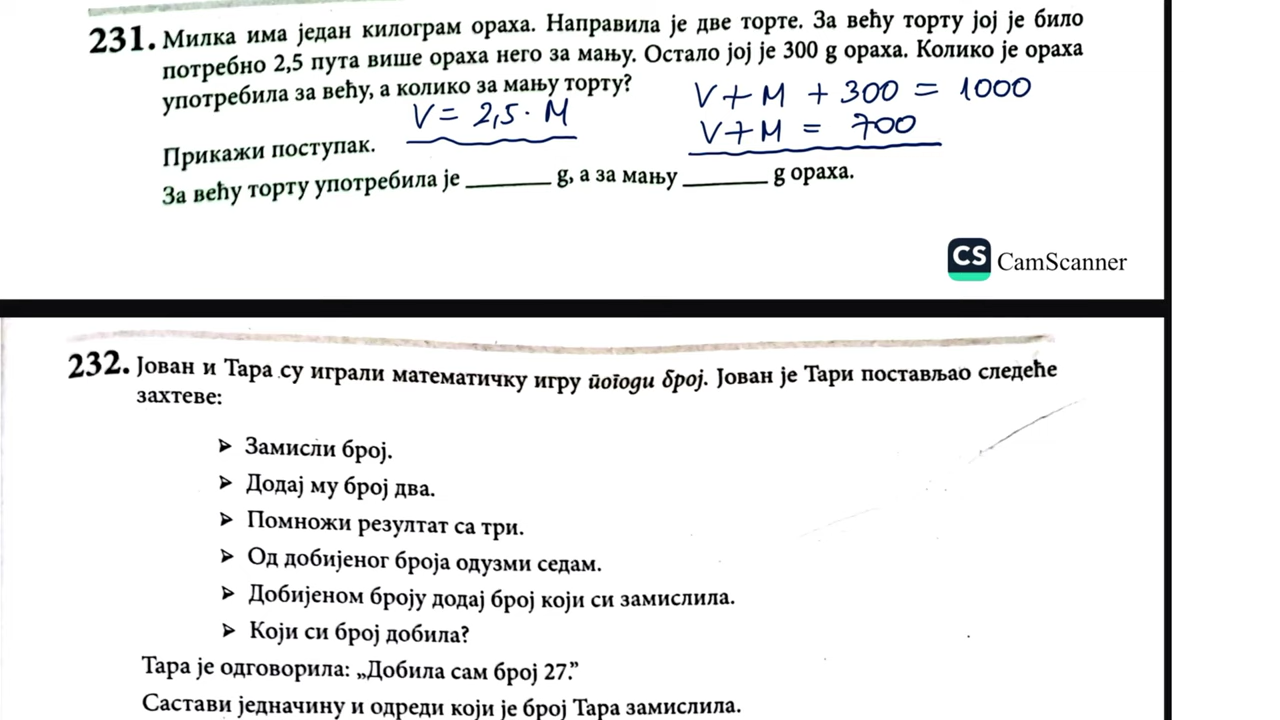 231. Милка има један килограм ораха. Направила је две торте. За већу торту јој је било
потребно 2,5 пута више ораха него за мању. Остало јој је 300 g ораха. Колико је ораха
употребила за већу, а колико за мању торту?
V + M + 300 = 1000
V = 2,5 · M
V + M = 700
Прикажи поступак.
За већу торту употребила је ______ g, а за мању ______ g ораха.
CS CamScanner
232. Јован и Тара су играли математичку игру погоди број. Јован је Тари постављао следеће
захтеве:
➤ Замисли број.
➤ Додај му број два.
➤ Помножи резултат са три.
➤ Од добијеног броја одузми седам.
➤ Добијеном броју додај број који си замислила.
➤ Који си број добила?
Тара је одговорила: „Добила сам број 27.”
Састави једначину и одреди који је број Тара замислила.